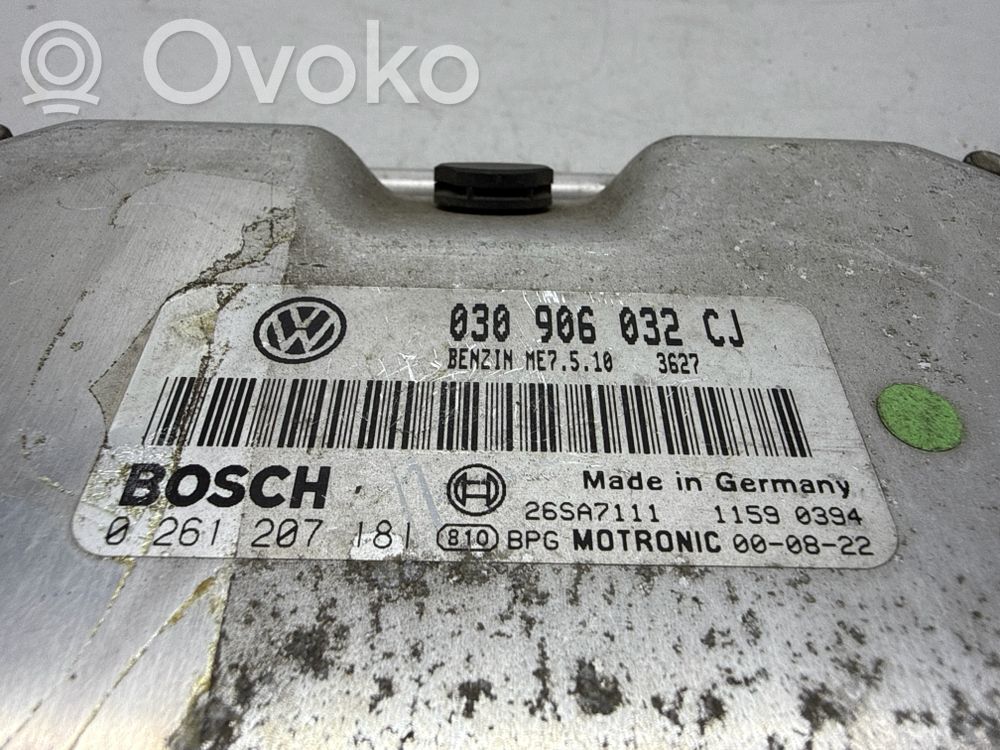 Ovoko
030 906 032 CJ
BENZIN ME7.5.10 3627
BOSCH
Made in Germany
26SA7111 1159 0394
0 261 207 181 810 BPG MOTRONIC 00-08-22